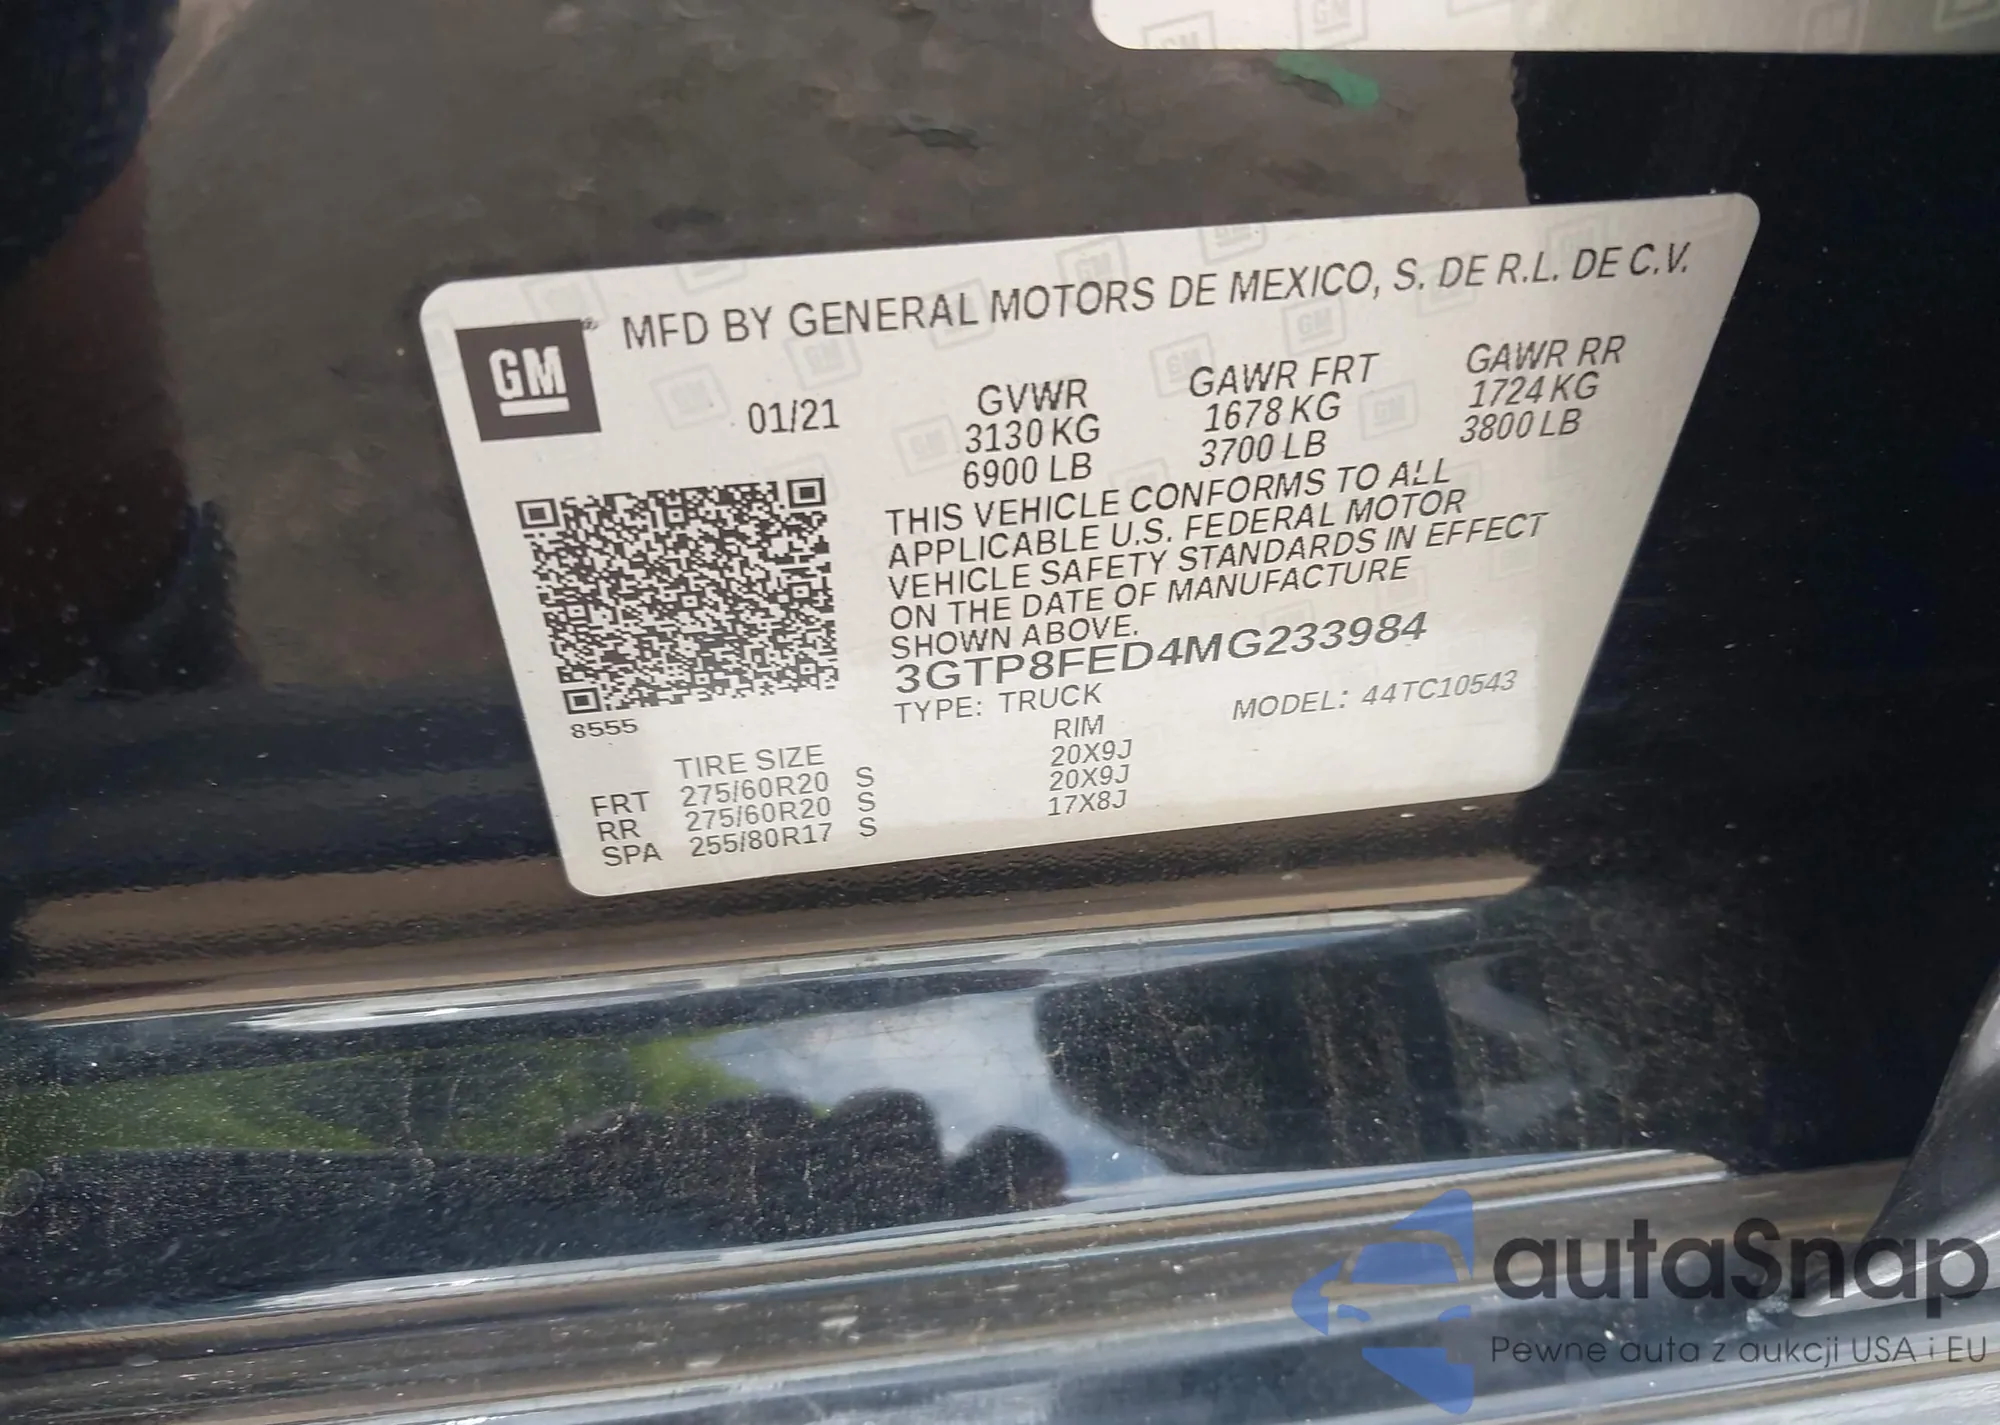 GM
MFD BY GENERAL MOTORS DE MEXICO, S. DE R.L. DE C.V.
01/21
GVWR
3130 KG
6900 LB
GAWR FRT
1678 KG
3700 LB
GAWR RR
1724 KG
3800 LB
THIS VEHICLE CONFORMS TO ALL
APPLICABLE U.S. FEDERAL MOTOR
VEHICLE SAFETY STANDARDS IN EFFECT
ON THE DATE OF MANUFACTURE
SHOWN ABOVE.
3GTP8FED4MG233984
TYPE: TRUCK MODEL: 44TC10543
8555
TIRE SIZE RIM
FRT 275/60R20 S 20X9J
RR 275/60R20 S 20X9J
SPA 255/80R17 S 17X8J
autaSnap
Pewne auta z aukcji USA i EU